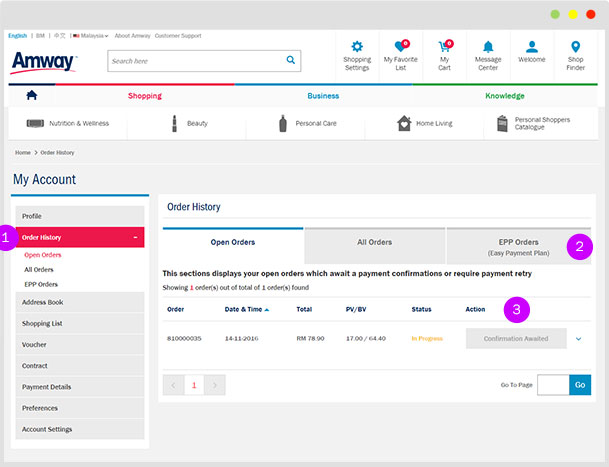 English | BM | 中文 | Malaysia About Amway Customer Support
Amway
Search here
Shopping Settings
0
My Favorite List
0
My Cart
Message Center
Welcome
Shop Finder
Shopping Business Knowledge
Nutrition & Wellness Beauty Personal Care Home Living Personal Shoppers Catalogue
Home > Order History
My Account
Profile
1
Order History –
Open Orders
All Orders
EPP Orders
Address Book
Shopping List
Voucher
Contract
Payment Details
Preferences
Account Settings
Order History
Open Orders All Orders EPP Orders
(Easy Payment Plan)
2
This sections displays your open orders which await a payment confirmations or require payment retry
Showing 1 order(s) out of total of 1 order(s) found
Order Date & Time Total PV/BV Status Action
3
810000035 14-11-2016 RM 78.90 17.00 / 64.40 In Progress Confirmation Awaited
< 1 > Go To Page Go